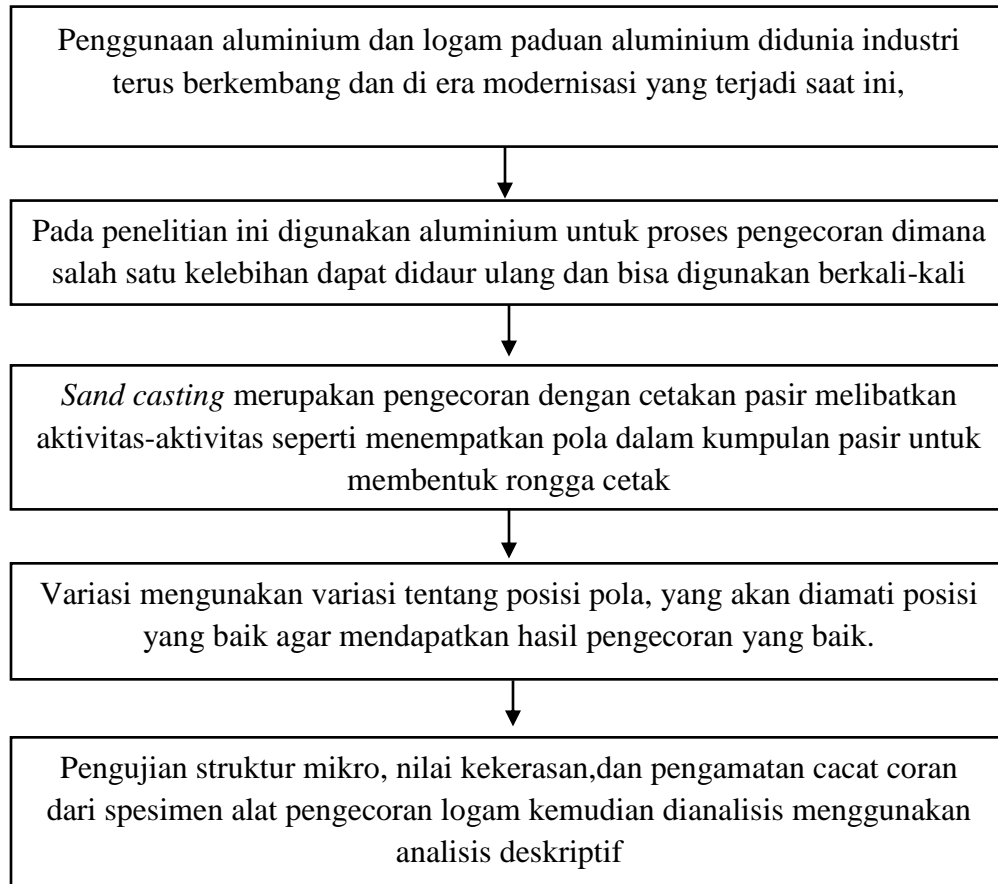 Penggunaan aluminium dan logam paduan aluminium didunia industri
terus berkembang dan di era modernisasi yang terjadi saat ini,
Pada penelitian ini digunakan aluminium untuk proses pengecoran dimana
salah satu kelebihan dapat didaur ulang dan bisa digunakan berkali-kali
Sand casting merupakan pengecoran dengan cetakan pasir melibatkan
aktivitas-aktivitas seperti menempatkan pola dalam kumpulan pasir untuk
membentuk rongga cetak
Variasi mengunakan variasi tentang posisi pola, yang akan diamati posisi
yang baik agar mendapatkan hasil pengecoran yang baik.
Pengujian struktur mikro, nilai kekerasan,dan pengamatan cacat coran
dari spesimen alat pengecoran logam kemudian dianalisis menggunakan
analisis deskriptif